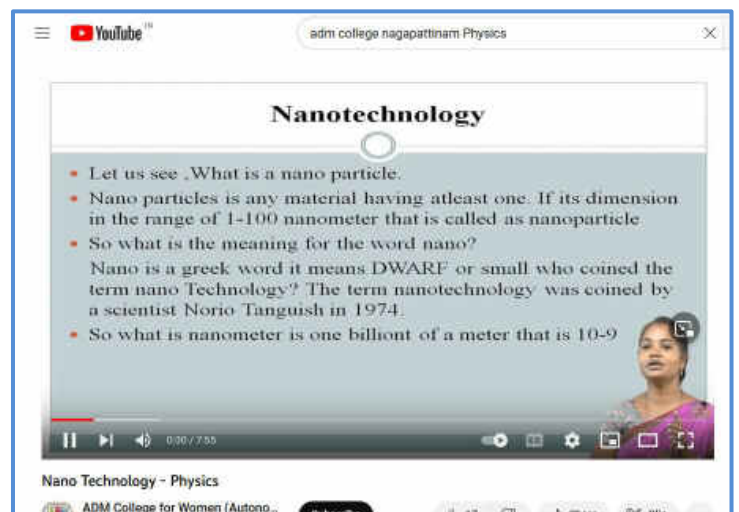 YouTube IN
adm college nagapattinam Physics
Nanotechnology
Let us see .What is a nano particle.
Nano particles is any material having atleast one. If its dimension
in the range of 1-100 nanometer that is called as nanoparticle
So what is the meaning for the word nano?
Nano is a greek word it means DWARF or small who coined the
term nano Technology? The term nanotechnology was coined by
a scientist Norio Tanguish in 1974.
So what is nanometer is one billiont of a meter that is 10-9
0:00 / 7:55
Nano Technology - Physics
ADM College for Women (Autono...